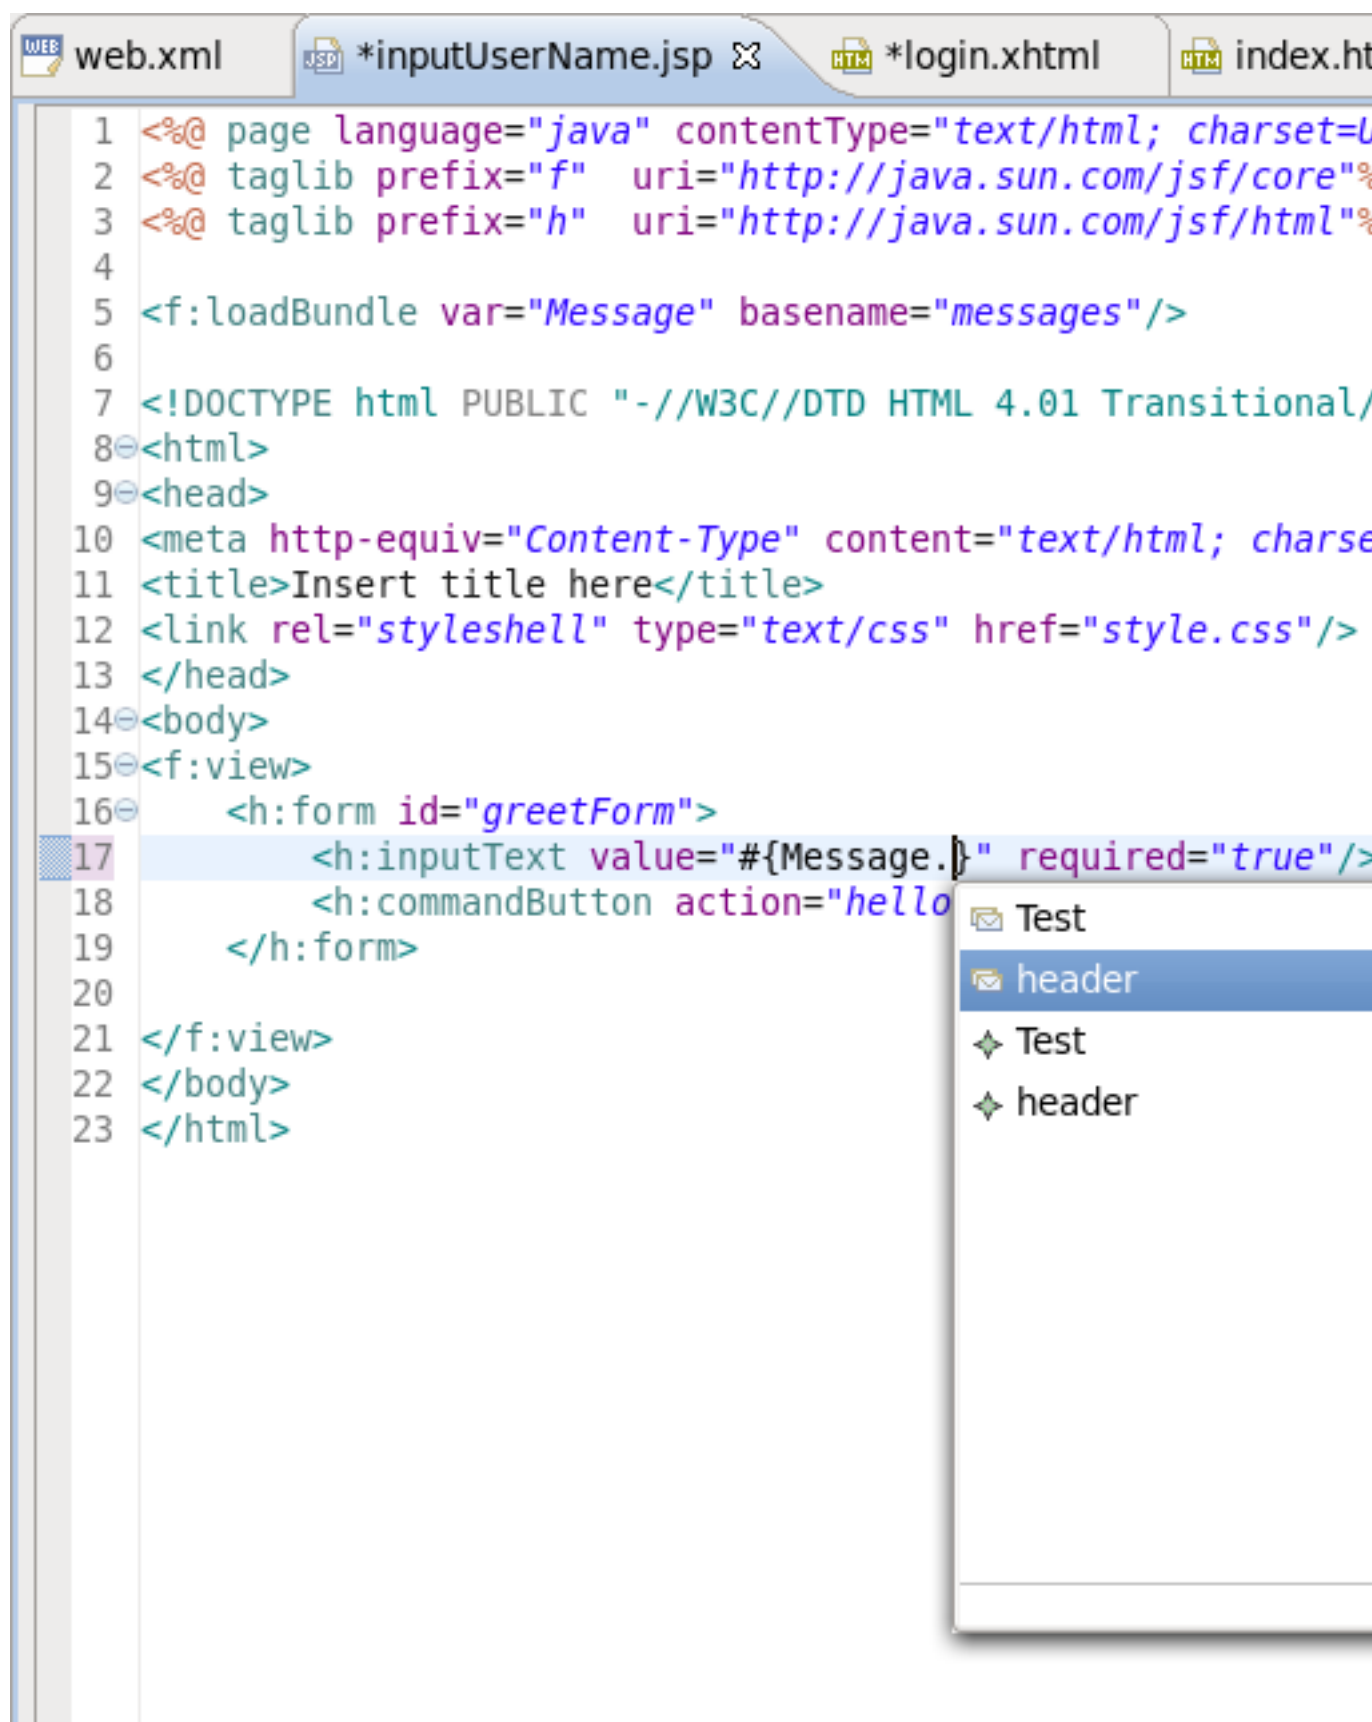 web.xml *inputUserName.jsp *login.xhtml index.ht
1 <%@ page language="java" contentType="text/html; charset=U
2 <%@ taglib prefix="f"  uri="http://java.sun.com/jsf/core"%
3 <%@ taglib prefix="h"  uri="http://java.sun.com/jsf/html"%
4
5 <f:loadBundle var="Message" basename="messages"/>
6
7 <!DOCTYPE html PUBLIC "-//W3C//DTD HTML 4.01 Transitional/
8 <html>
9 <head>
10 <meta http-equiv="Content-Type" content="text/html; charse
11 <title>Insert title here</title>
12 <link rel="styleshell" type="text/css" href="style.css"/>
13 </head>
14 <body>
15 <f:view>
16     <h:form id="greetForm">
17         <h:inputText value="#{Message.}" required="true"/>
18         <h:commandButton action="hello
19     </h:form>
20
21 </f:view>
22 </body>
23 </html>
Test
header
Test
header